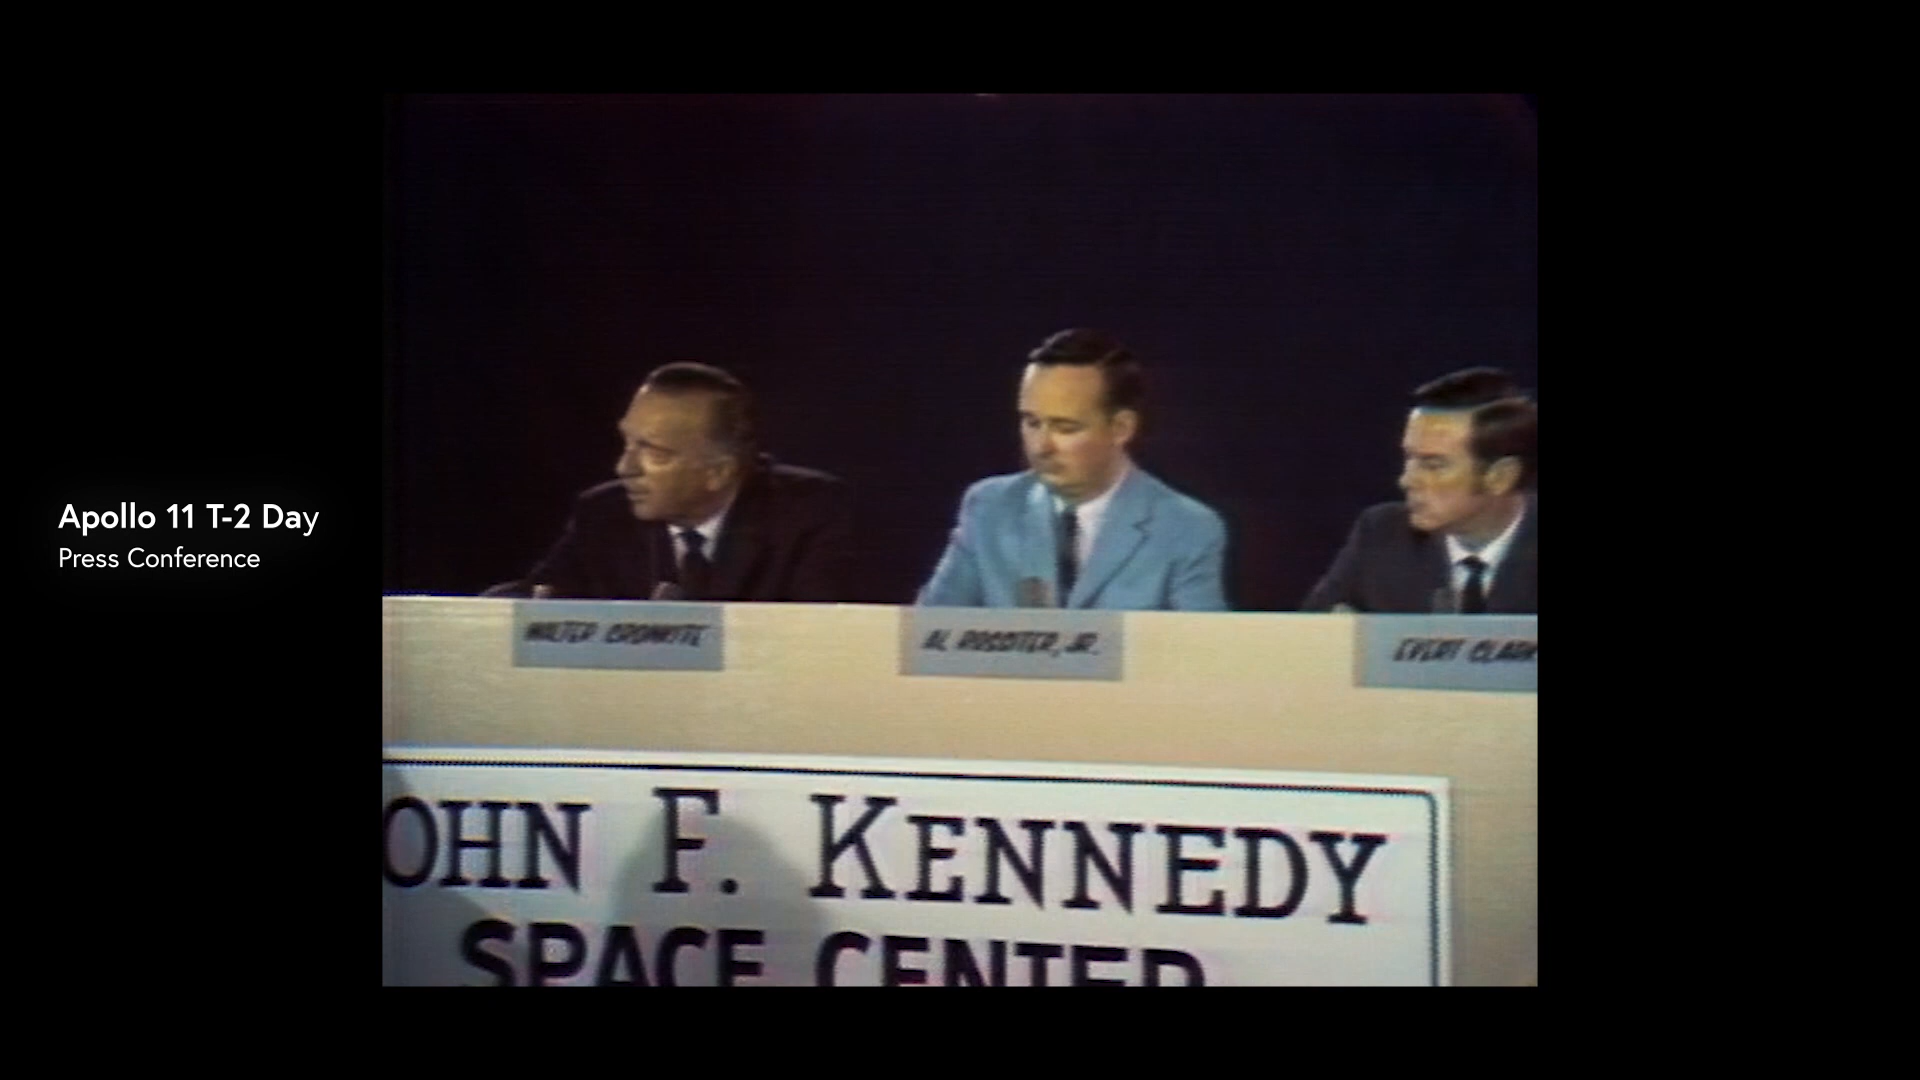 Apollo 11 T-2 Day
Press Conference
WALTER CRONKITE
AL ROSSITER, JR.
EVERT CLARK
OHN F. KENNEDY
SPACE CENTER